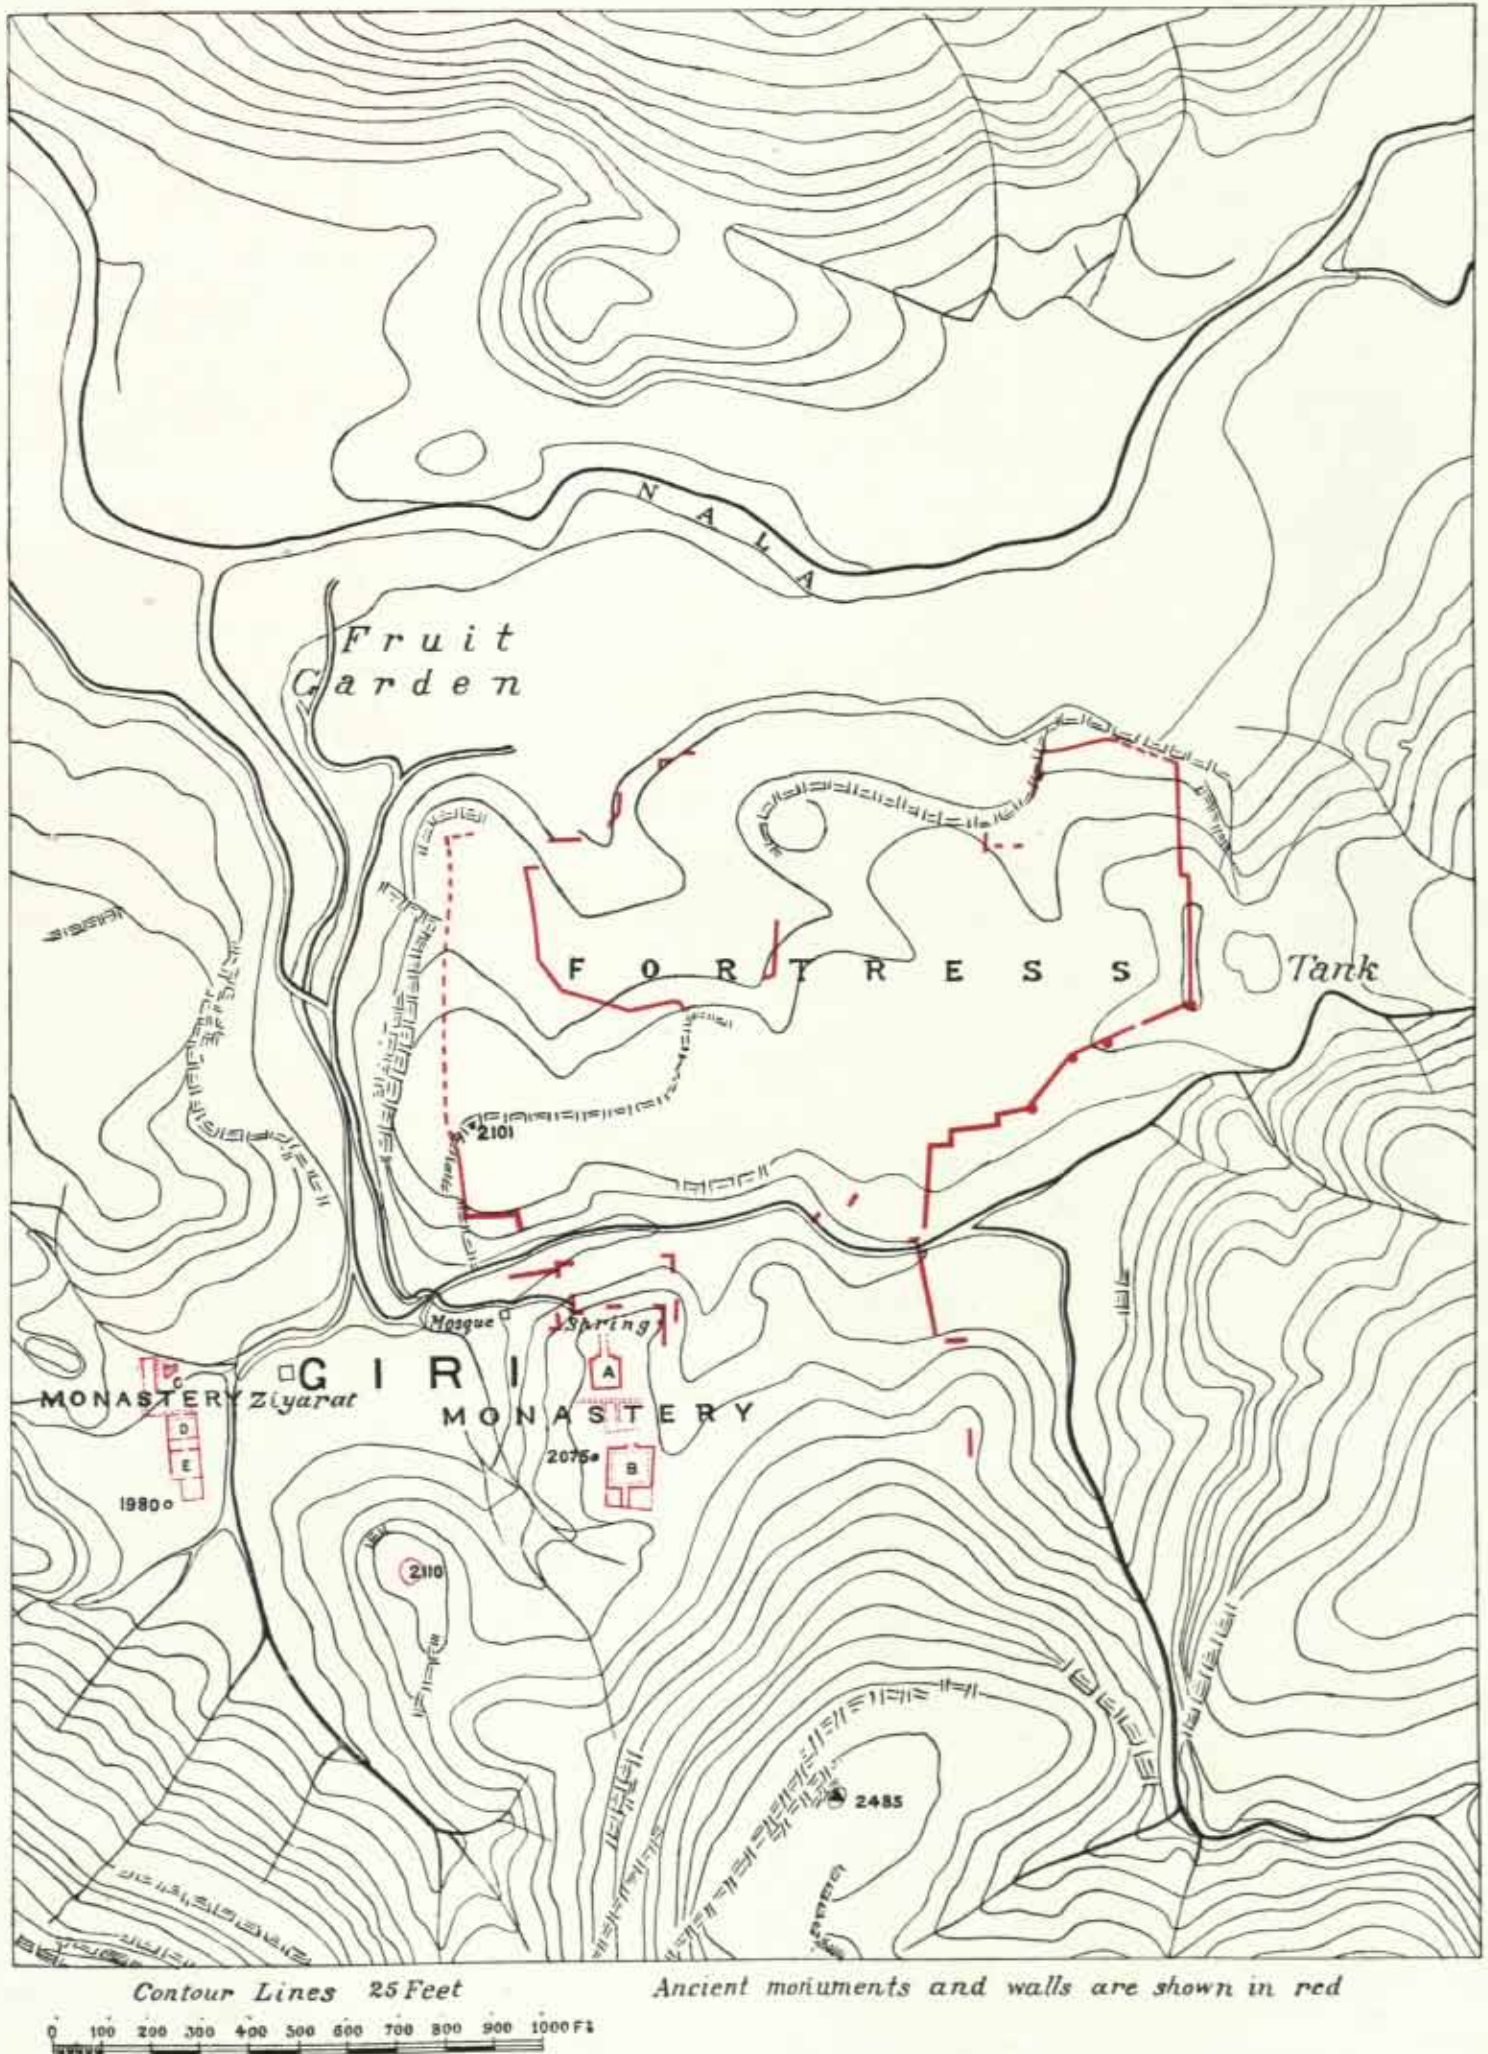 NALA
Fruit
Garden
FORTRESS
Tank
2101
Mosque
Spring
GIRI
A
C
MONASTERY
Ziyarat
MONASTERY
D
2075
B
E
1980
2110
2485
Contour Lines 25 Feet
Ancient monuments and walls are shown in red
0 100 200 300 400 500 600 700 800 900 1000 Ft